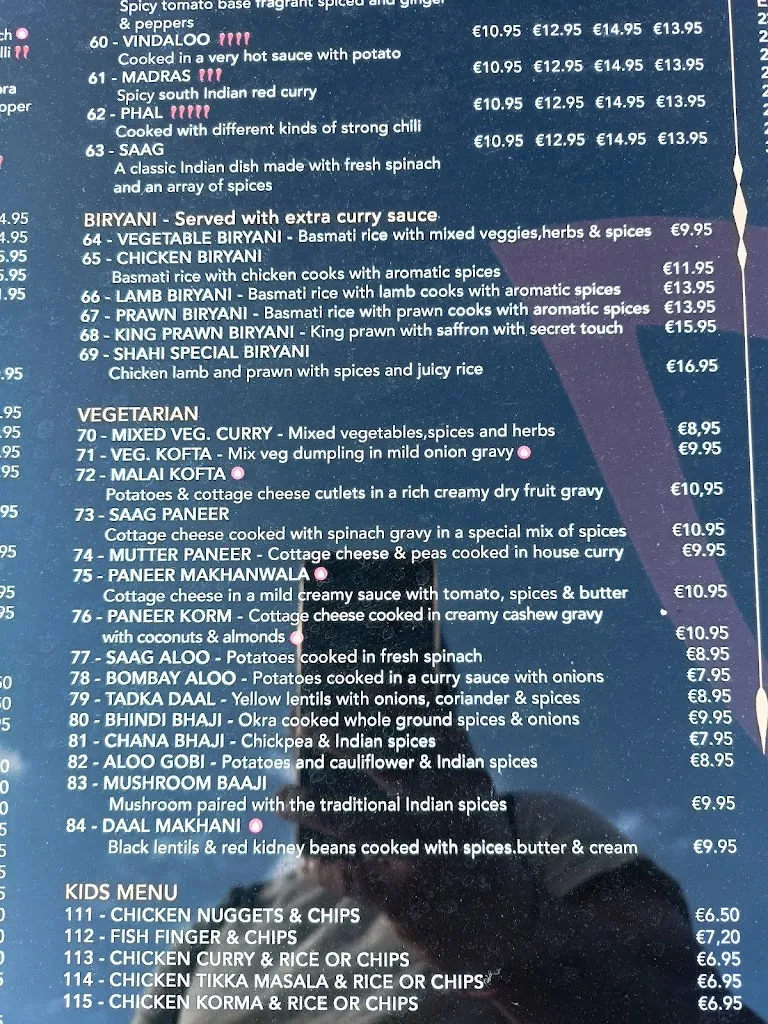 Spicy tomato base fragrant spiced and ginger
& peppers
€10.95 €12.95 €14.95 €13.95
60 - VINDALOO
Cooked in a very hot sauce with potato
€10.95 €12.95 €14.95 €13.95
61 - MADRAS
Spicy south Indian red curry
€10.95 €12.95 €14.95 €13.95
62 - PHAL
Cooked with different kinds of strong chili
€10.95 €12.95 €14.95 €13.95
63 - SAAG
A classic Indian dish made with fresh spinach
and an array of spices
BIRYANI - Served with extra curry sauce
64 - VEGETABLE BIRYANI - Basmati rice with mixed veggies,herbs & spices €9.95
65 - CHICKEN BIRYANI
Basmati rice with chicken cooks with aromatic spices €11.95
66 - LAMB BIRYANI - Basmati rice with lamb cooks with aromatic spices €13.95
67 - PRAWN BIRYANI - Basmati rice with prawn cooks with aromatic spices €13.95
68 - KING PRAWN BIRYANI - King prawn with saffron with secret touch €15.95
69 - SHAHI SPECIAL BIRYANI
Chicken lamb and prawn with spices and juicy rice €16.95
VEGETARIAN
70 - MIXED VEG. CURRY - Mixed vegetables,spices and herbs €8,95
71 - VEG. KOFTA - Mix veg dumpling in mild onion gravy €9.95
72 - MALAI KOFTA
Potatoes & cottage cheese cutlets in a rich creamy dry fruit gravy €10,95
73 - SAAG PANEER
Cottage cheese cooked with spinach gravy in a special mix of spices €10.95
74 - MUTTER PANEER - Cottage cheese & peas cooked in house curry €9.95
75 - PANEER MAKHANWALA
Cottage cheese in a mild creamy sauce with tomato, spices & butter €10.95
76 - PANEER KORM - Cottage cheese cooked in creamy cashew gravy
with coconuts & almonds €10.95
77 - SAAG ALOO - Potatoes cooked in fresh spinach €8.95
78 - BOMBAY ALOO - Potatoes cooked in a curry sauce with onions €7.95
79 - TADKA DAAL - Yellow lentils with onions, coriander & spices €8.95
80 - BHINDI BHAJI - Okra cooked whole ground spices & onions €9.95
81 - CHANA BHAJI - Chickpea & Indian spices €7.95
82 - ALOO GOBI - Potatoes and cauliflower & Indian spices €8.95
83 - MUSHROOM BAAJI
Mushroom paired with the traditional Indian spices €9.95
84 - DAAL MAKHANI
Black lentils & red kidney beans cooked with spices.butter & cream €9.95
KIDS MENU
111 - CHICKEN NUGGETS & CHIPS €6.50
112 - FISH FINGER & CHIPS €7,20
113 - CHICKEN CURRY & RICE OR CHIPS €6.95
114 - CHICKEN TIKKA MASALA & RICE OR CHIPS €6.95
115 - CHICKEN KORMA & RICE OR CHIPS €6.95